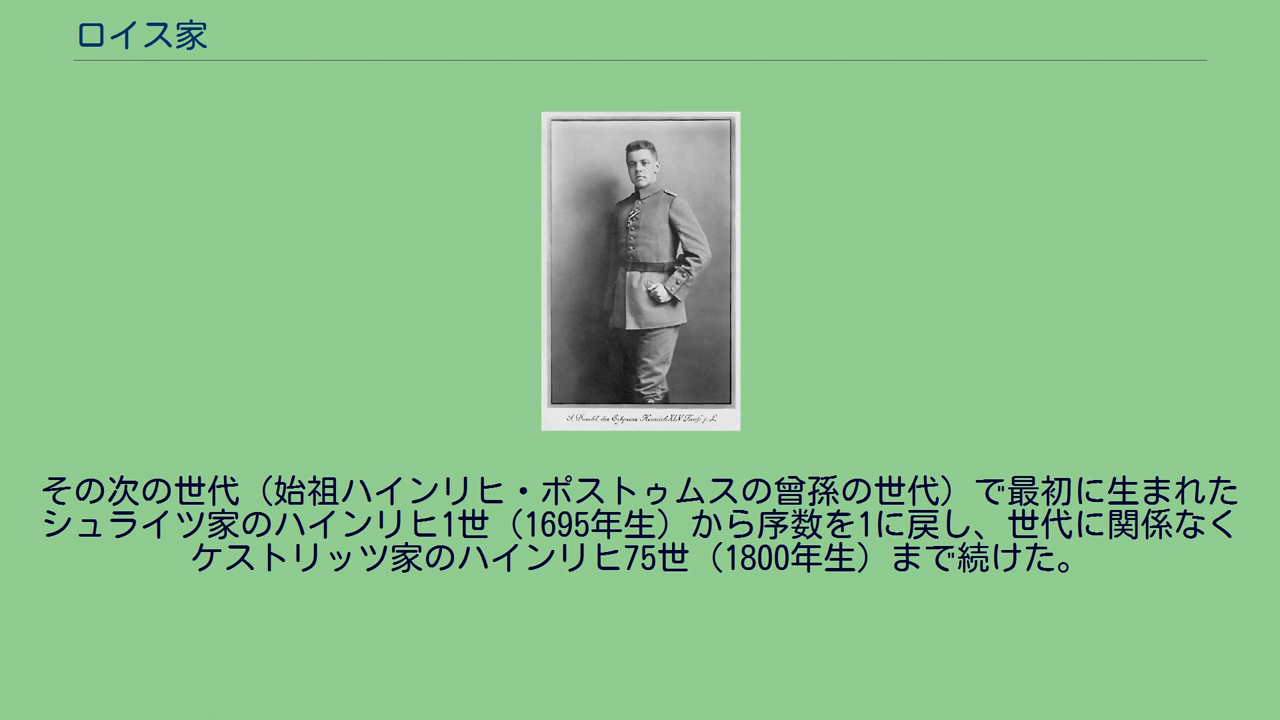 ロイス家
der Erbprinz Heinrich XLV Reuß j. L.
その次の世代（始祖ハインリヒ・ポストゥムスの曾孫の世代）で最初に生まれた
シュライツ家のハインリヒ1世（1695年生）から序数を1に戻し、世代に関係なく
ケストリッツ家のハインリヒ75世（1800年生）まで続けた。